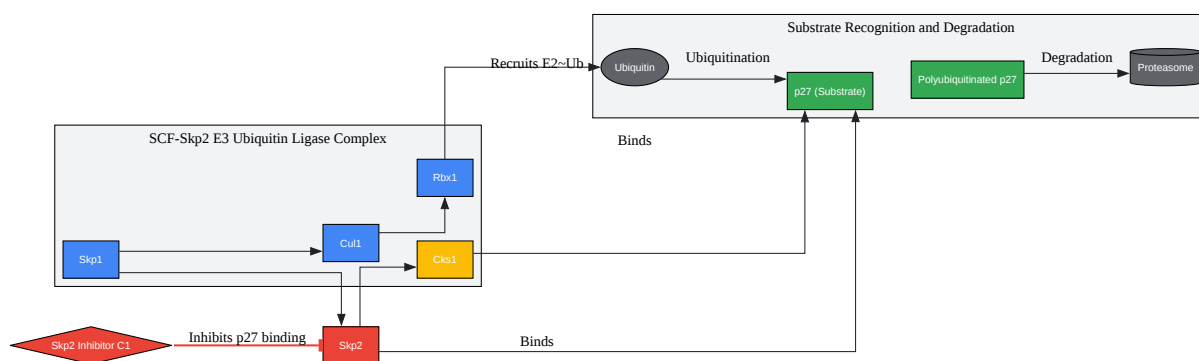 Substrate Recognition and Degradation
Recruits E2~Ub
Ubiquitin
Ubiquitination
p27 (Substrate)
Polyubiquitinated p27
Degradation
Proteasome
SCF-Skp2 E3 Ubiquitin Ligase Complex
Binds
Rbx1
Cul1
Skp1
Cks1
Skp2 Inhibitor C1
Inhibits p27 binding
Skp2
Binds